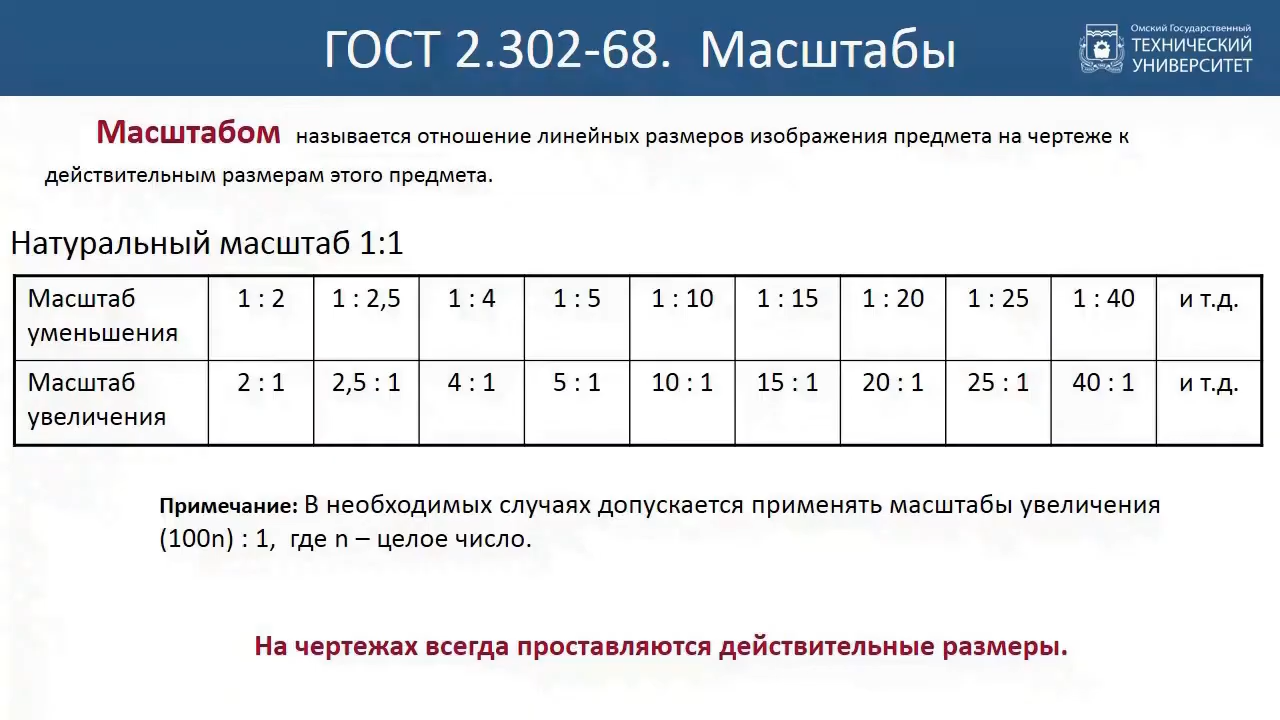 ГОСТ 2.302-68. Масштабы
Омский Государственный
ТЕХНИЧЕСКИЙ
УНИВЕРСИТЕТ
Масштабом называется отношение линейных размеров изображения предмета на чертеже к
действительным размерам этого предмета.
Натуральный масштаб 1:1
Масштаб уменьшения 1 : 2 1 : 2,5 1 : 4 1 : 5 1 : 10 1 : 15 1 : 20 1 : 25 1 : 40 и т.д.
Масштаб увеличения 2 : 1 2,5 : 1 4 : 1 5 : 1 10 : 1 15 : 1 20 : 1 25 : 1 40 : 1 и т.д.
Примечание: В необходимых случаях допускается применять масштабы увеличения
(100n) : 1, где n – целое число.
На чертежах всегда проставляются действительные размеры.